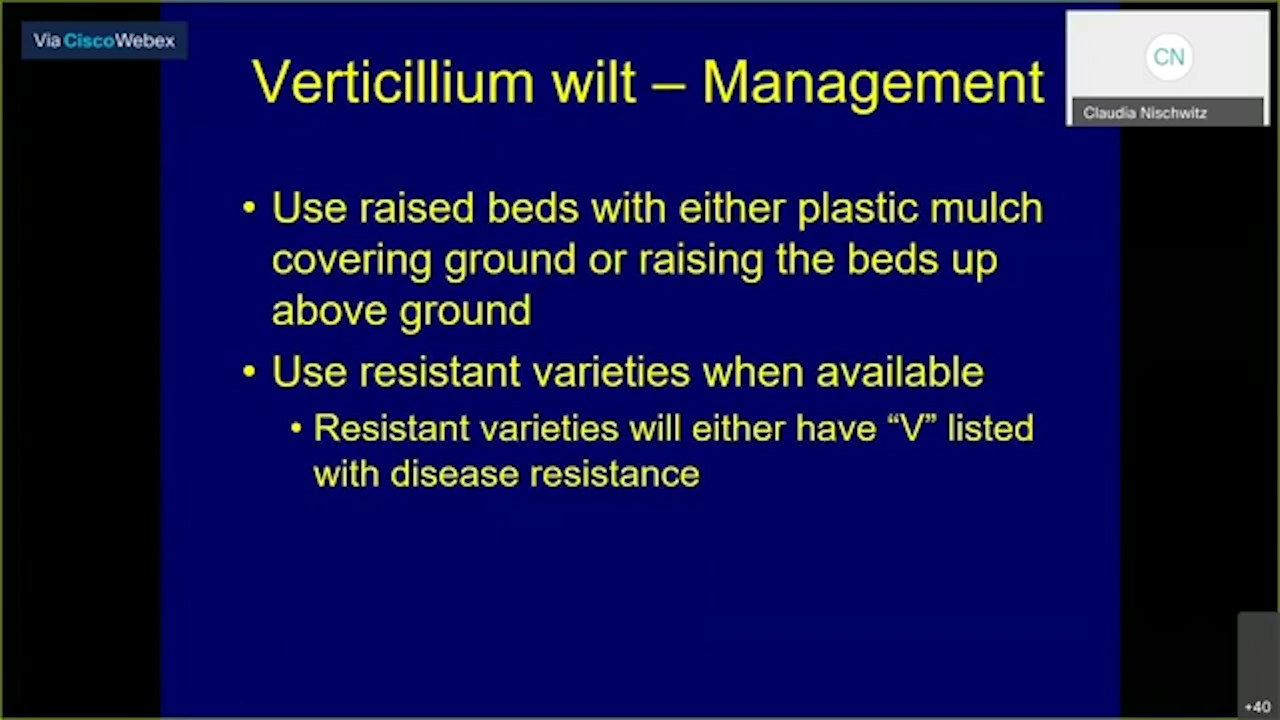 Via CiscoWebex
Verticillium wilt – Management
CN
Claudia Nischwitz
• Use raised beds with either plastic mulch
covering ground or raising the beds up
above ground
• Use resistant varieties when available
• Resistant varieties will either have “V” listed
with disease resistance
+40